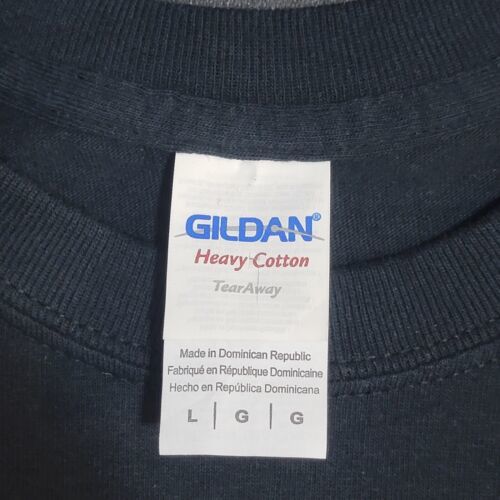 GILDAN®
Heavy Cotton
TearAway
Made in Dominican Republic
Fabriqué en République Dominicaine
Hecho en República Dominicana
L | G | G